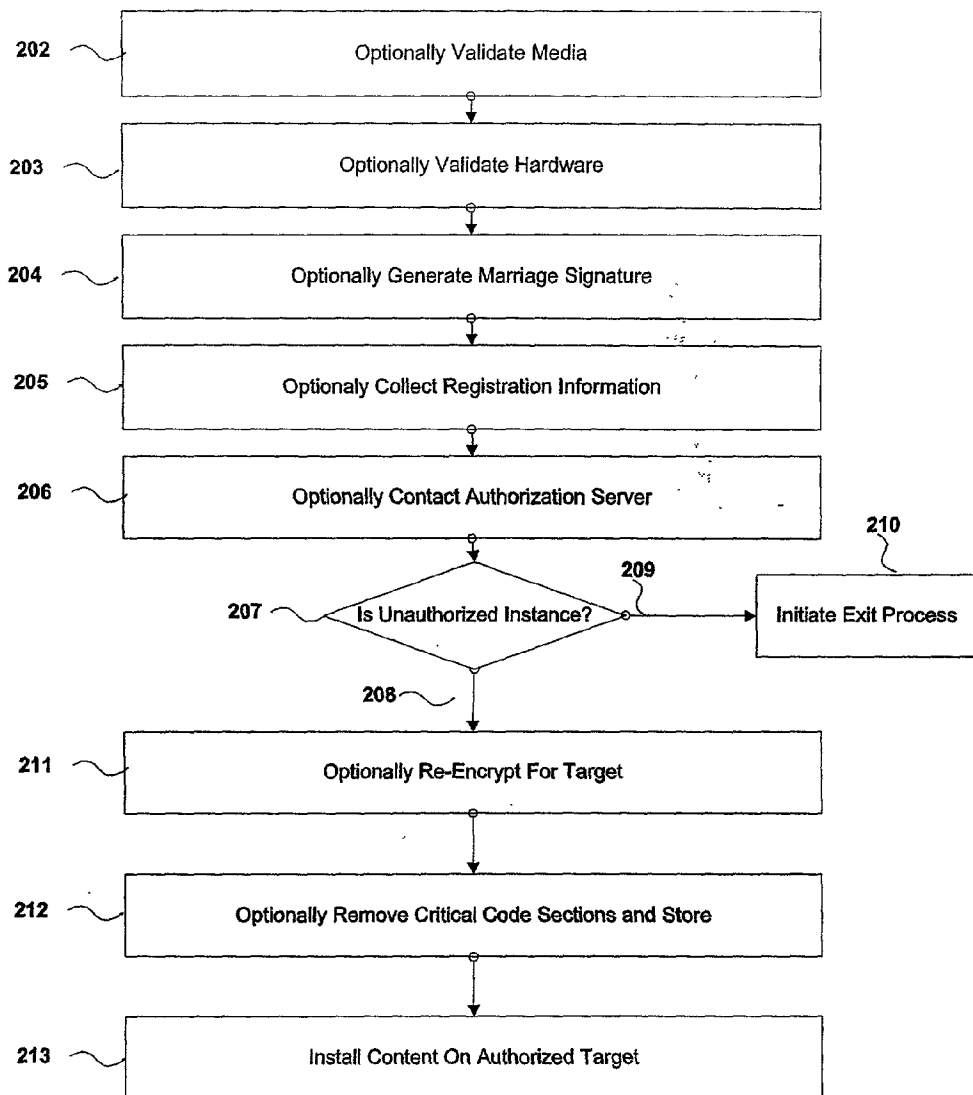 202 Optionally Validate Media
203 Optionally Validate Hardware
204 Optionally Generate Marriage Signature
205 Optionaly Collect Registration Information
206 Optionally Contact Authorization Server
210
209
207 Is Unauthorized Instance? Initiate Exit Process
208
211 Optionally Re-Encrypt For Target
212 Optionally Remove Critical Code Sections and Store
213 Install Content On Authorized Target